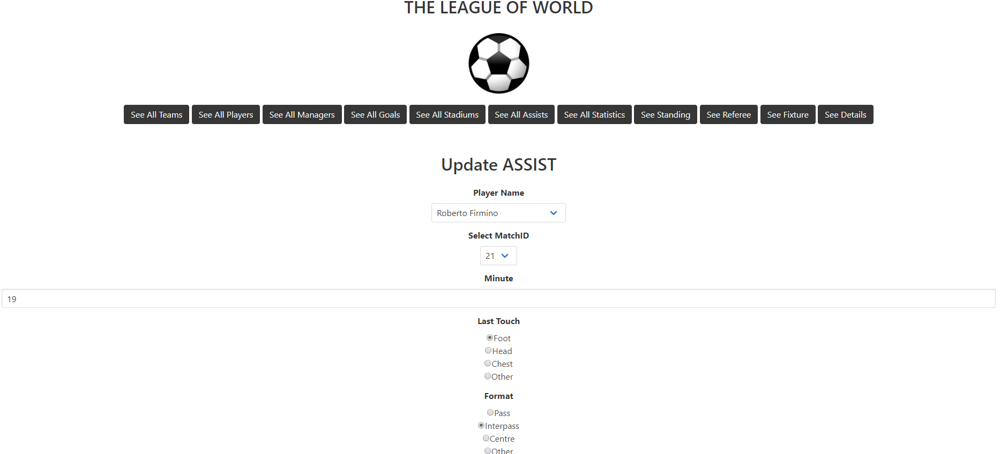 THE LEAGUE OF WORLD
See All Teams See All Players See All Managers See All Goals See All Stadiums See All Assists See All Statistics See Standing See Referee See Fixture See Details
Update ASSIST
Player Name
Roberto Firmino
Select MatchID
21
Minute
19
Last Touch
Foot
Head
Chest
Other
Format
Pass
Interpass
Centre
Other